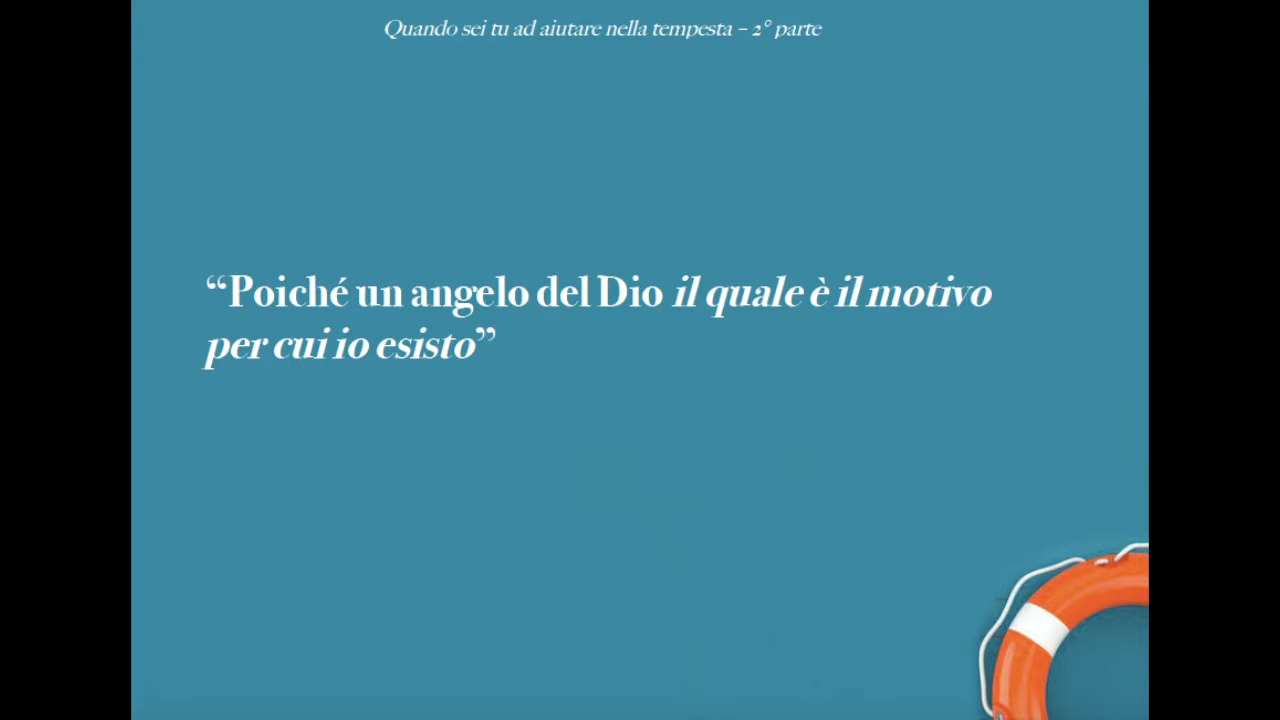 Quando sei tu ad aiutare nella tempesta – 2° parte
“Poiché un angelo del Dio il quale è il motivo
per cui io esisto”